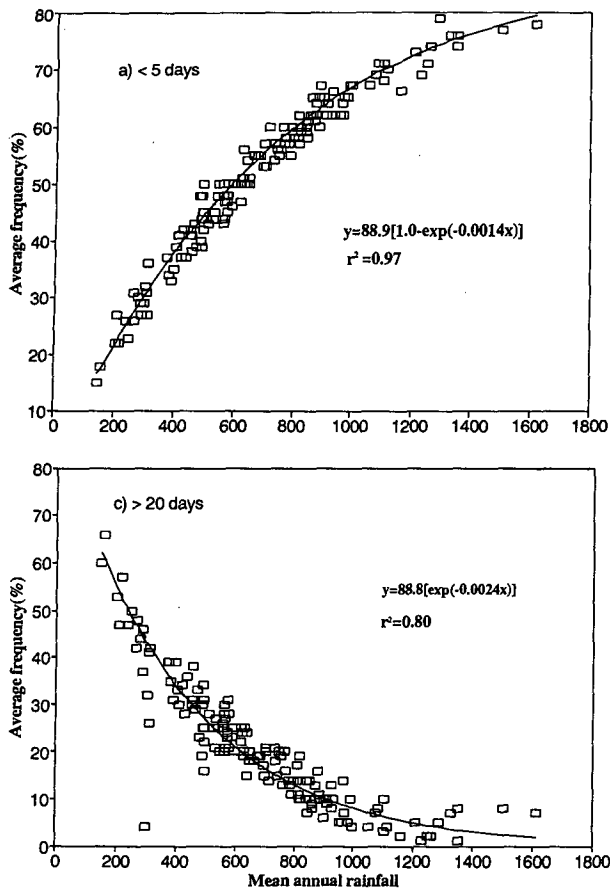 80
70
60
50
40
30
20
10
Average frequency(%)
a) < 5 days
y=88.9[1.0-exp(-0.0014x)]
r² =0.97
0 200 400 600 800 1000 1200 1400 1600 1800
80
70
60
50
40
30
20
10
0
Average frequency(%)
c) > 20 days
y=88.8[exp(-0.0024x)]
r²=0.80
0 200 400 600 800 1000 1200 1400 1600 1800
Mean annual rainfall